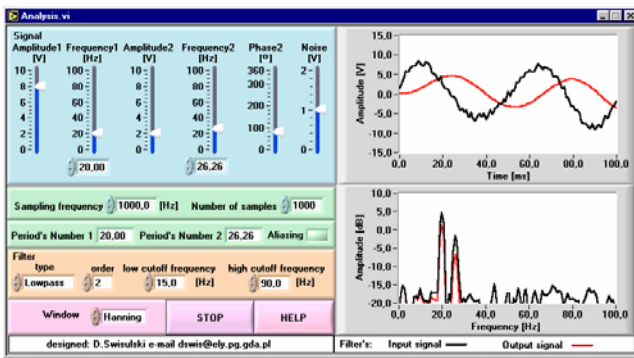 Analysis.vi
Signal
Amplitude1 Frequency1 Amplitude2 Frequency2 Phase2 Noise
[V] [Hz] [V] [Hz] [º] [V]
10 100 10 100 360 2
8 80 8 80 300
6 60 6 60 200
4 40 4 40 1
2 20 2 20 100
0 0 0 0 0 0
20,00 26,26
Sampling frequency 1000,0 [Hz] Number of samples 1000
Period's Number 1 20,00 Period's Number 2 26,26 Aliasing
Filter
type order low cutoff frequency high cutoff frequency
Lowpass 2 15,0 [Hz] 90,0 [Hz]
Window Hanning STOP HELP
designed: D.Swisulski e-mail dswis@ely.pg.gda.pl
15,0
10,0
5,0
0,0
-5,0
-10,0
-15,0
Amplitude [V]
0,0 20,0 40,0 60,0 80,0 100,0
Time [ms]
10,0
5,0
0,0
-5,0
-10,0
-15,0
-20,0
Amplitude [dB]
0,0 20,0 40,0 60,0 80,0 100,0
Frequency [Hz]
Filter's: Input signal Output signal